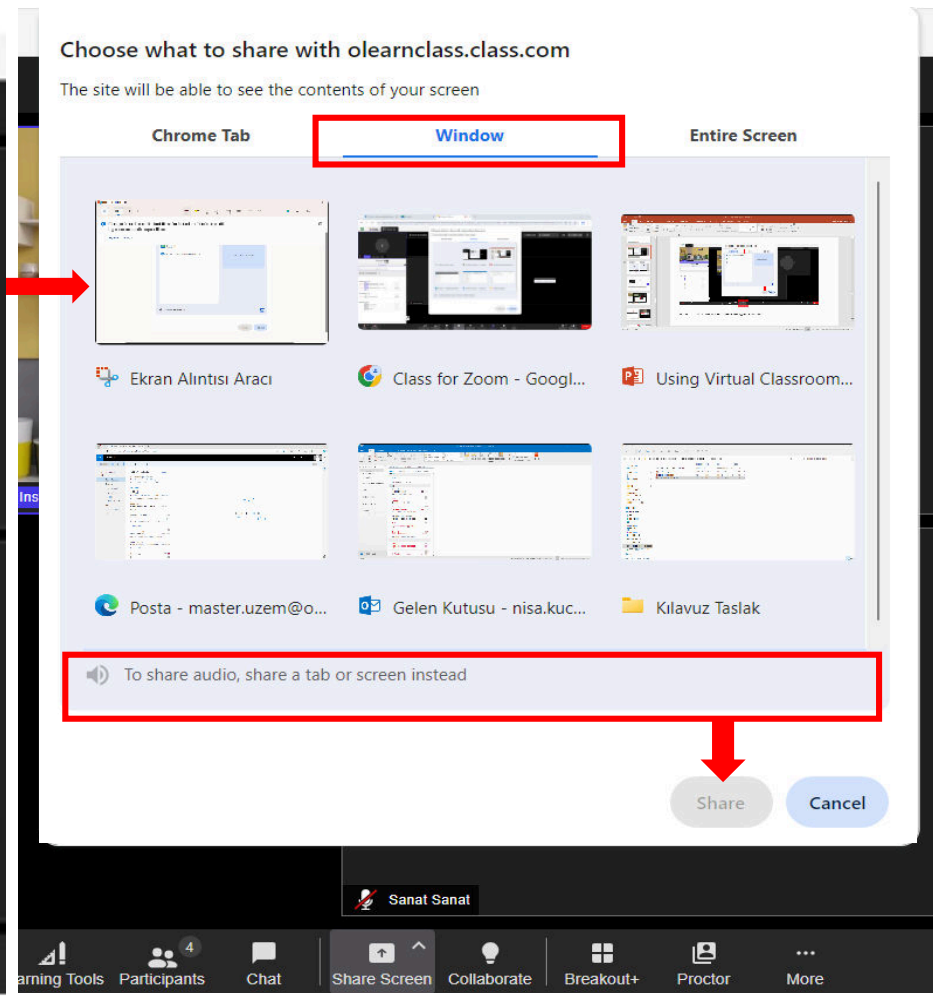 Choose what to share with olearnclass.class.com
The site will be able to see the contents of your screen
Chrome Tab
Window
Entire Screen
Ekran Alıntısı Aracı
Class for Zoom - Googl...
Using Virtual Classroom...
Posta - master.uzem@o...
Gelen Kutusu - nisa.kuc...
Kılavuz Taslak
Ins
To share audio, share a tab or screen instead
Share
Cancel
Sanat Sanat
arning Tools
Participants
4
Chat
Share Screen
Collaborate
Breakout+
Proctor
More